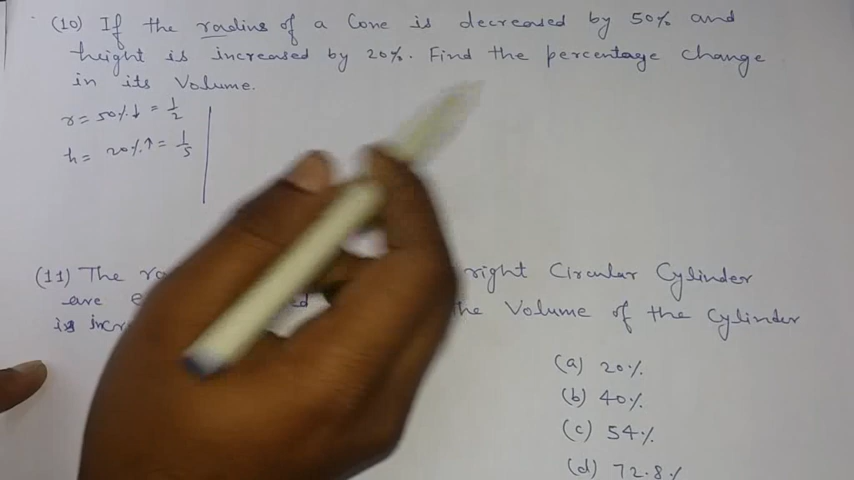 (10) If the radius of a Cone is decreased by 50% and
height is increased by 20%. Find the percentage change
in its Volume.
r = 50%↓ = 1/2
h = 20%↑ = 1/5
(11) The right Circular Cylinder
are the Volume of the Cylinder
is
(a) 20%
(b) 40%
(c) 54%
(d) 72.8%